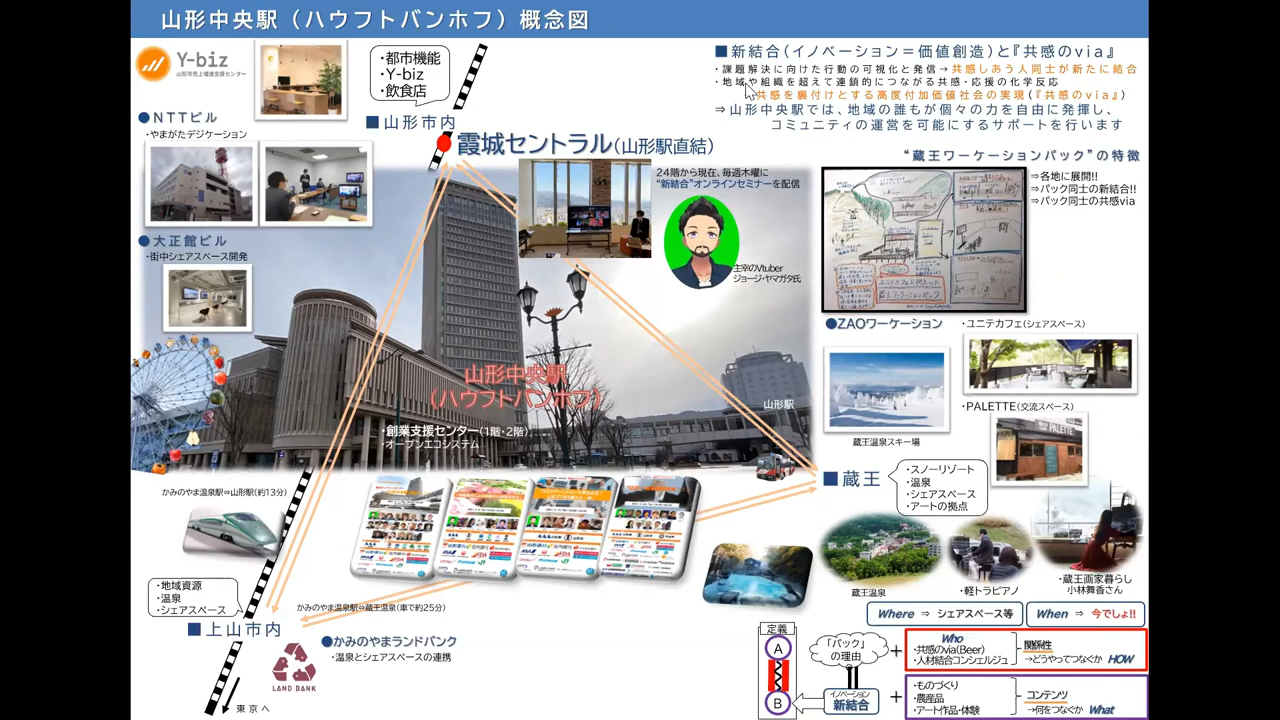 山形中央駅（ハウフトバンホフ）概念図
Y-biz
山形市売上増進支援センター
・都市機能
・Y-biz
・飲食店
■新結合（イノベーション＝価値創造）と『共感のvia』
・課題解決に向けた行動の可視化と発信→共感しあう人同士が新たに結合
・地域や組織を超えて連鎖的につながる共感・応援の化学反応
共感を裏付けとする高度付加価値社会の実現（『共感のvia』）
⇒山形中央駅では、地域の誰もが個々の力を自由に発揮し、
コミュニティの運営を可能にするサポートを行います
●NTTビル
・やまがたデジケーション
■山形市内
霞城セントラル（山形駅直結）
24階から現在、毎週木曜に
“新結合”オンラインセミナーを配信
主幸のVtuber
ジョージ・ヤマガタ氏
“蔵王ワーケーションパック”の特徴
⇒各地に展開!!
⇒パック同士の新結合!!
⇒パック同士の共感via
●大正館ビル
・街中シェアスペース開発
●ZAOワーケーション
・ユニテカフェ（シェアスペース）
蔵王温泉スキー場
・PALETTE（交流スペース）
PALETTE
山形中央駅
（ハウフトバンホフ）
・創業支援センター（1階・2階）
・オープンエコシステム
山形駅
■蔵王
・スノーリゾート
・温泉
・シェアスペース
・アートの拠点
蔵王温泉
・軽トラピアノ
・蔵王画家暮らし
小林舞香さん
かみのやま温泉駅⇔山形駅（約13分）
・地域資源
・温泉
・シェアスペース
かみのやま温泉駅⇔蔵王温泉（車で約25分）
■上山市内
●かみのやまランドバンク
・温泉とシェアスペースの連携
LAND BANK
東京へ
Where ⇒ シェアスペース等
When ⇒ 今でしょ!!
定義
A
B
「パック」
の理由
イノベーション
新結合
+
Who
・共感のvia(Beer)
・人材結合コンシェルジュ
関係性
→どうやってつなぐか HOW
+
・ものづくり
・農産品
・アート作品・体験
コンテンツ
→何をつなぐか What